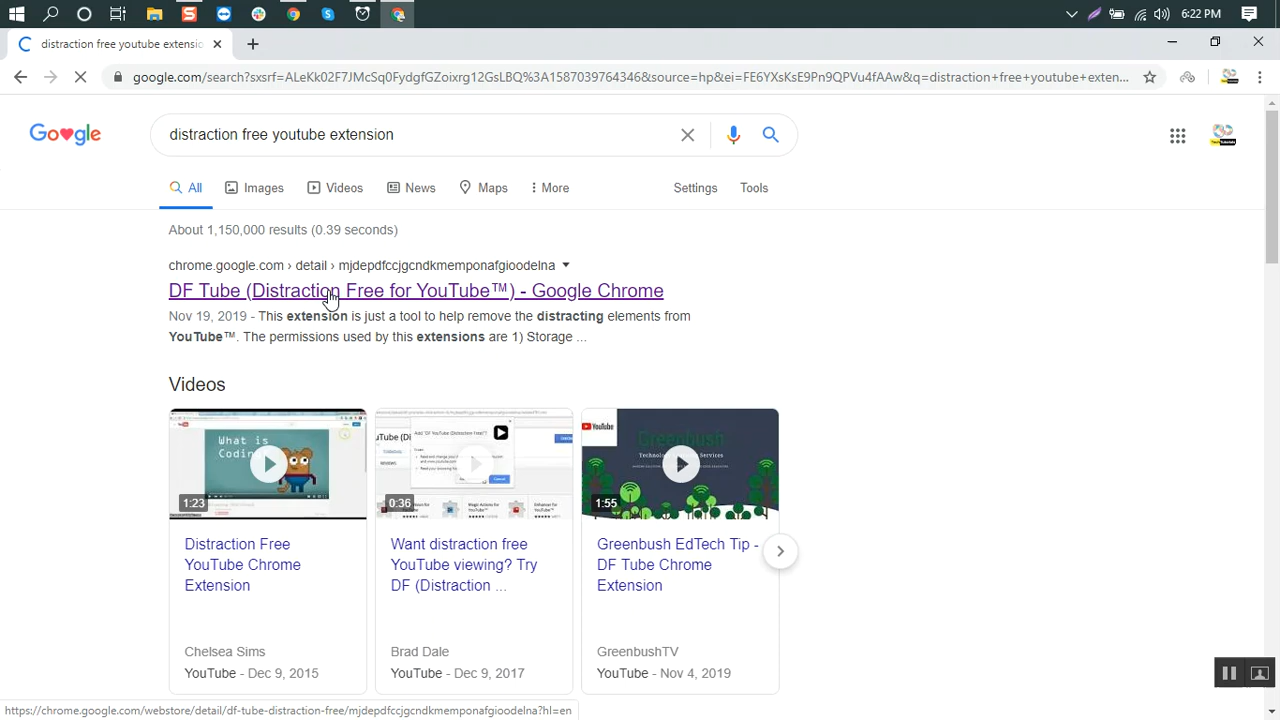 6:22 PM
distraction free youtube extensio
google.com/search?sxsrf=ALeKk02F7JMcSq0FydgfGZoixrg12GsLBQ%3A1587039764346&source=hp&ei=FE6YXsKsE9Pn9QPVu4fAAw&q=distraction+free+youtube+exten...
Google
distraction free youtube extension
All
Images
Videos
News
Maps
More
Settings
Tools
About 1,150,000 results (0.39 seconds)
chrome.google.com › detail › mjdepdfccjgcndkmemponafgioodelna
DF Tube (Distraction Free for YouTube™) - Google Chrome
Nov 19, 2019 - This extension is just a tool to help remove the distracting elements from
YouTube™. The permissions used by this extensions are 1) Storage ...
Videos
What is
Coding
1:23
Distraction Free
YouTube Chrome
Extension
Chelsea Sims
YouTube - Dec 9, 2015
0:36
Want distraction free
YouTube viewing? Try
DF (Distraction ...
Brad Dale
YouTube - Dec 9, 2017
YouTube
Greenbush
1:55
Greenbush EdTech Tip -
DF Tube Chrome
Extension
GreenbushTV
YouTube - Nov 4, 2019
https://chrome.google.com/webstore/detail/df-tube-distraction-free/mjdepdfccjgcndkmemponafgioodelna?hl=en